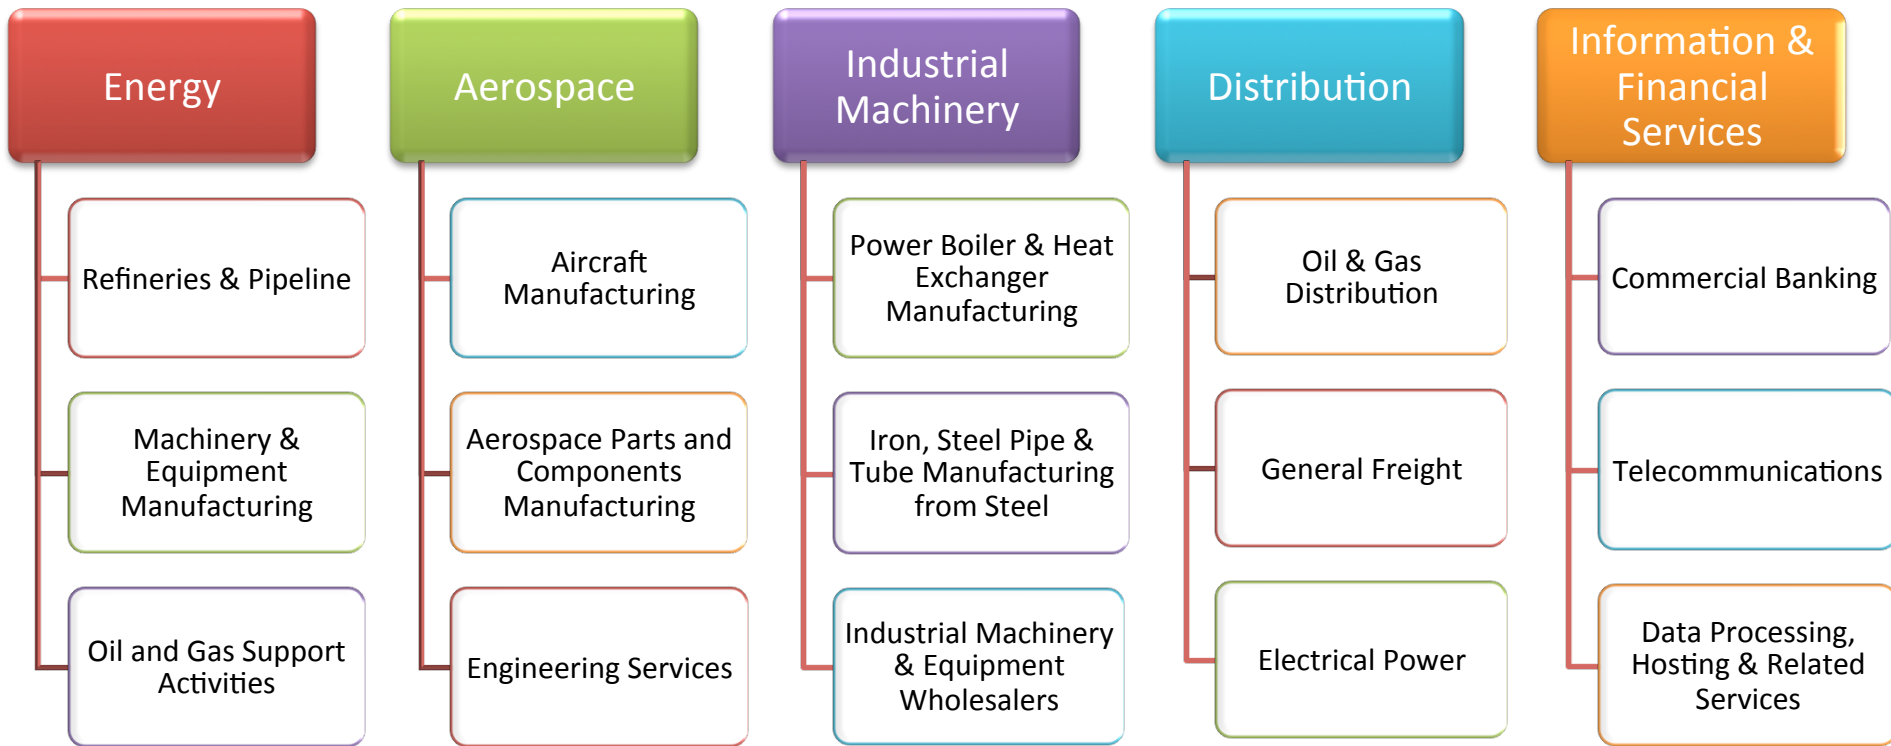 Energy
Refineries & Pipeline
Machinery &
Equipment
Manufacturing
Oil and Gas Support
Activities
Aerospace
Aircraft
Manufacturing
Aerospace Parts and
Components
Manufacturing
Engineering Services
Industrial
Machinery
Power Boiler & Heat
Exchanger
Manufacturing
Iron, Steel Pipe &
Tube Manufacturing
from Steel
Industrial Machinery
& Equipment
Wholesalers
Distribution
Oil & Gas
Distribution
General Freight
Electrical Power
Information &
Financial
Services
Commercial Banking
Telecommunications
Data Processing,
Hosting & Related
Services